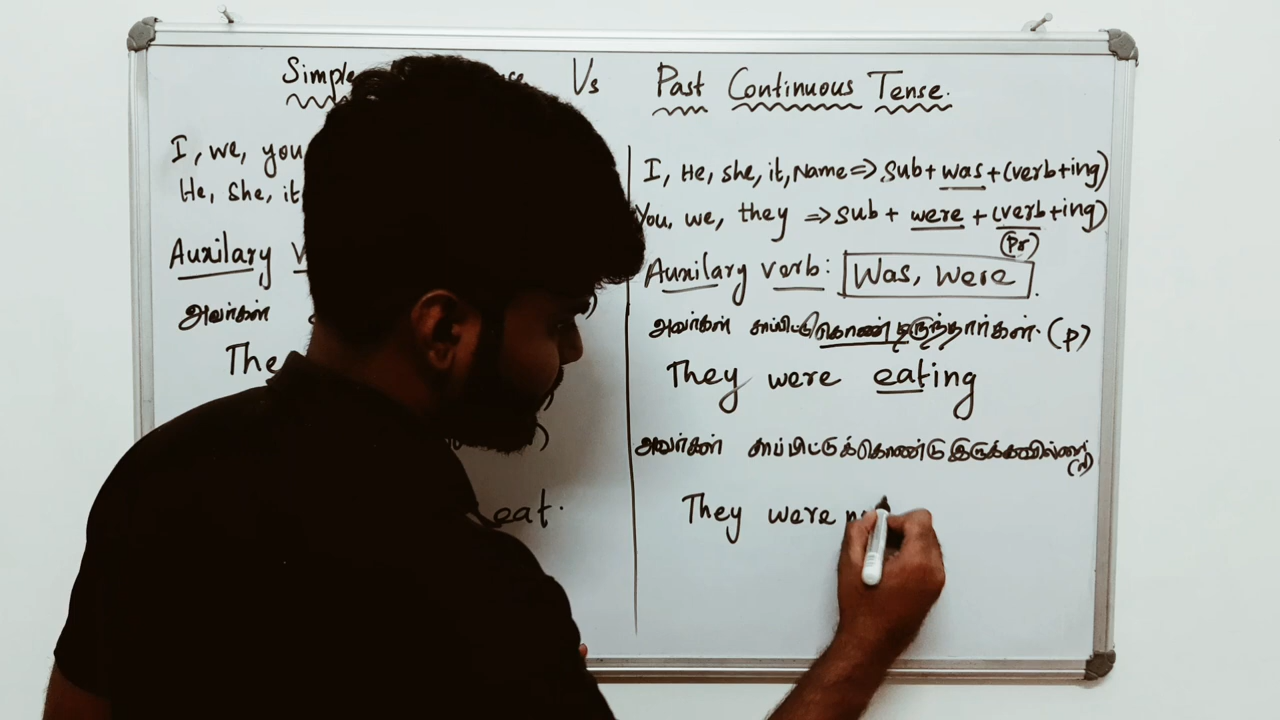 Simple Vs Past Continuous Tense.
I, we, you
He, She, it
Auxilary
அவர்கள்
The
eat.
I, He, she, it, Name => Sub + was + (verb+ing)
You, we, they => Sub + were + (verb+ing)
(Pr)
Auxilary verb: Was, were.
அவர்கள் சாப்பிட்டுகொண்டிருந்தார்கள். (p)
They were eating
அவர்கள் சாப்பிட்டுக்கொண்டு இருக்கவில்லை
(N)
They were